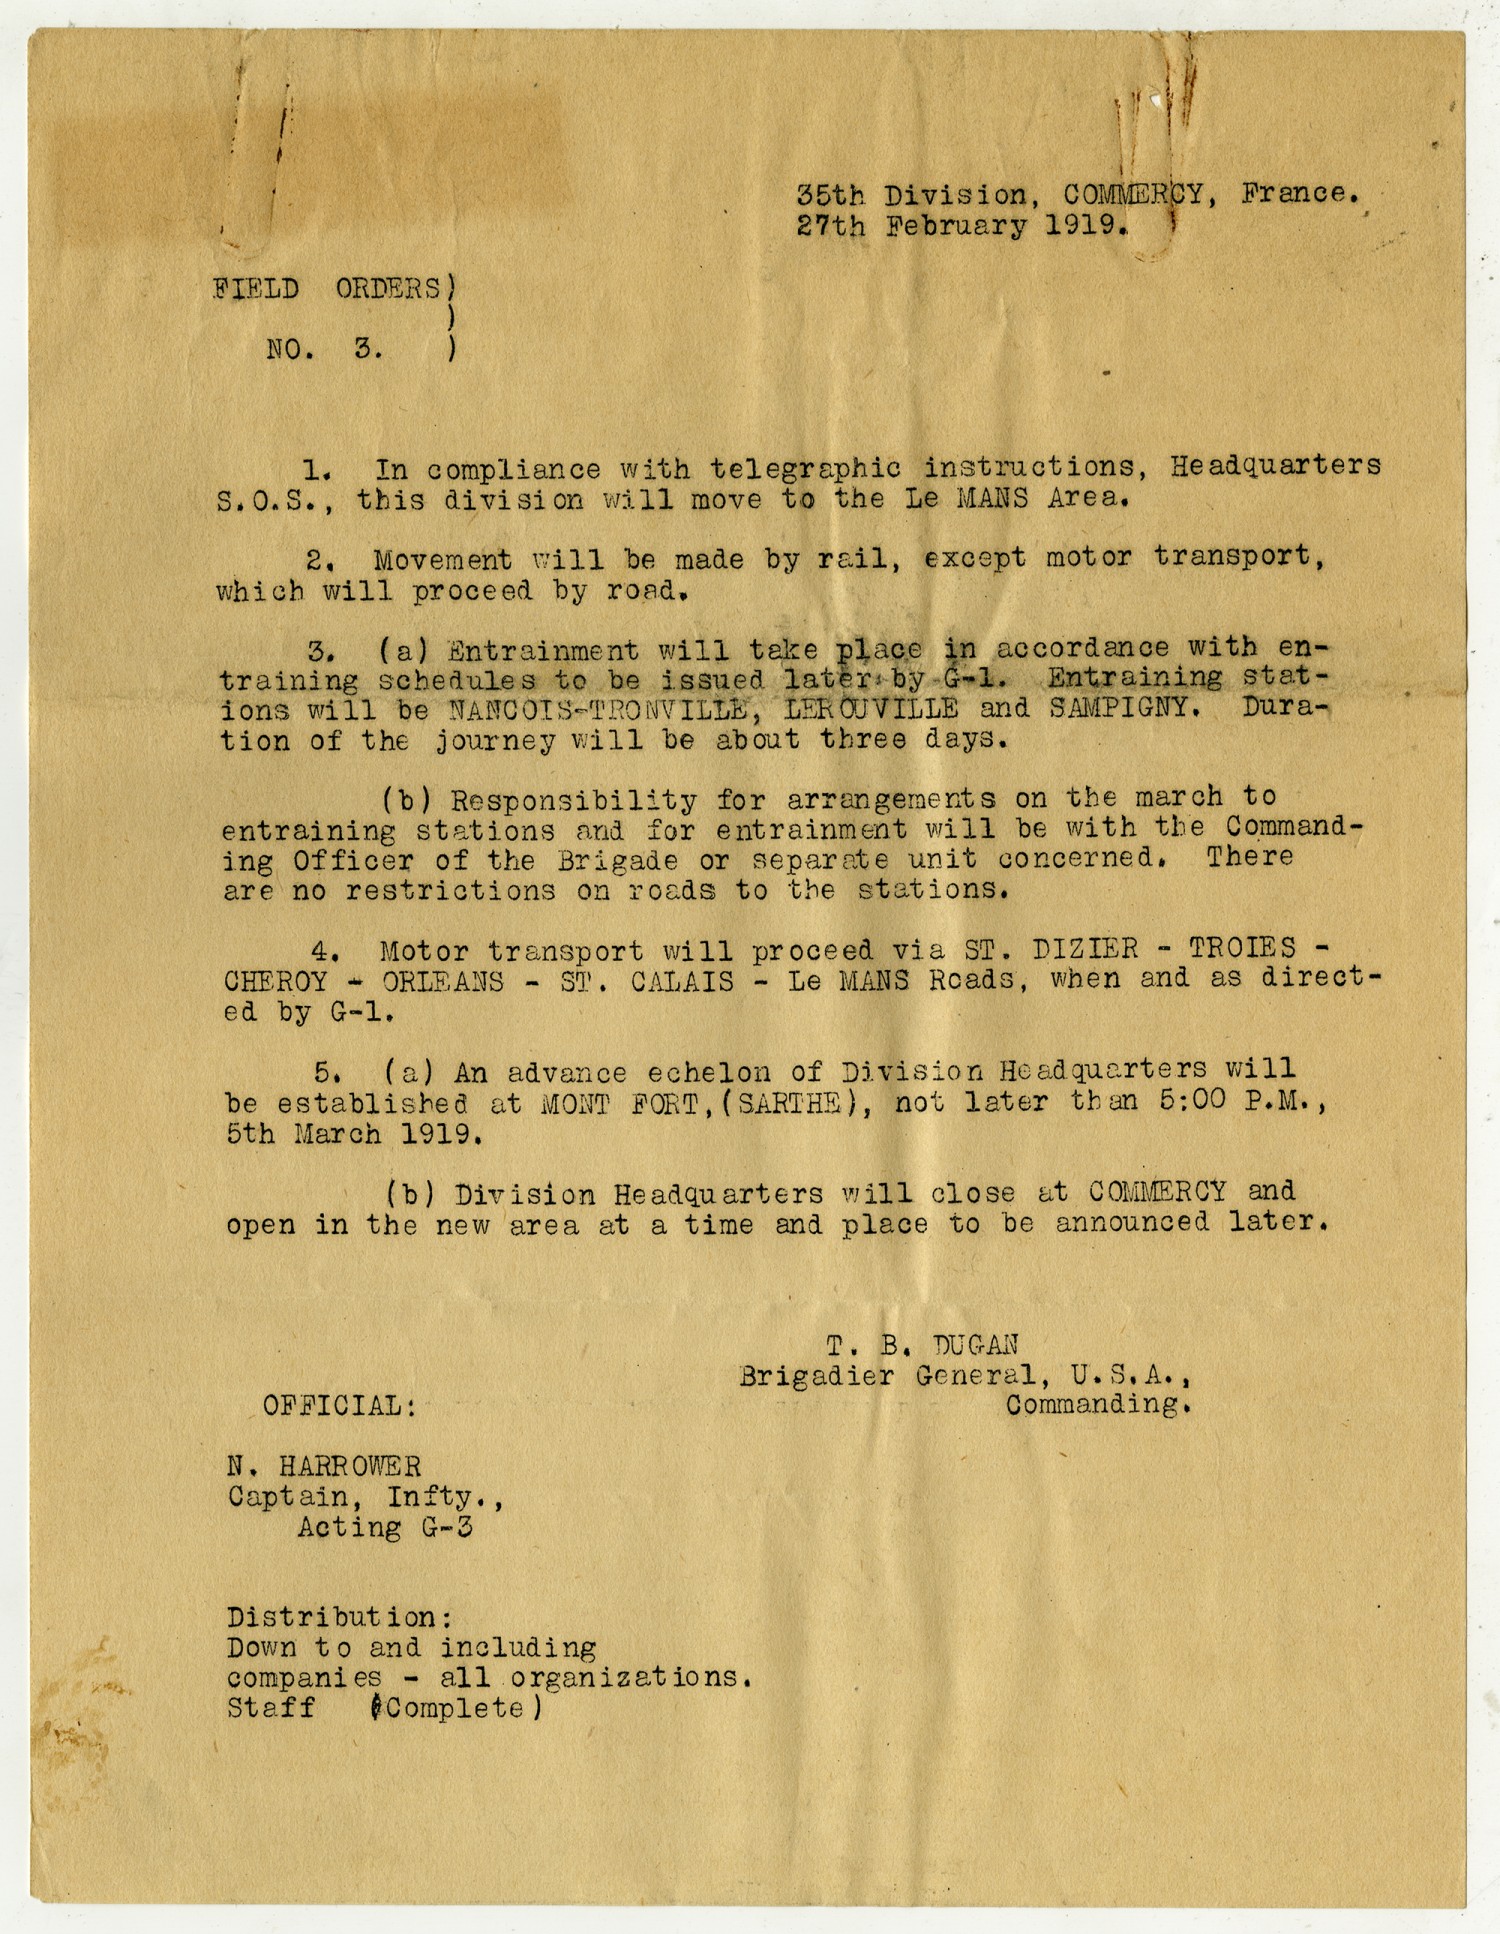 35th Division, COMMERCY, France.
27th February 1919.
FIELD ORDERS)
)
NO. 3. )
1. In compliance with telegraphic instructions, Headquarters
S.O.S., this division will move to the Le MANS Area.
2. Movement will be made by rail, except motor transport,
which will proceed by road.
3. (a) Entrainment will take place in accordance with en-
training schedules to be issued later by G-1. Entraining stat-
ions will be NANCOIS-TRONVILLE, LEROUVILLE and SAMPIGNY. Dura-
tion of the journey will be about three days.
(b) Responsibility for arrangements on the march to
entraining stations and for entrainment will be with the Command-
ing Officer of the Brigade or separate unit concerned. There
are no restrictions on roads to the stations.
4. Motor transport will proceed via ST. DIZIER - TROIES -
CHEROY - ORLEANS - ST. CALAIS - Le MANS Roads, when and as direct-
ed by G-1.
5. (a) An advance echelon of Division Headquarters will
be established at MONT FORT,(SARTHE), not later than 5:00 P.M.,
5th March 1919.
(b) Division Headquarters will close at COMMERCY and
open in the new area at a time and place to be announced later.
T. B. DUGAN
Brigadier General, U.S.A.,
Commanding.
OFFICIAL:
N. HARROWER
Captain, Infty.,
Acting G-3
Distribution:
Down to and including
companies - all organizations.
Staff (Complete)